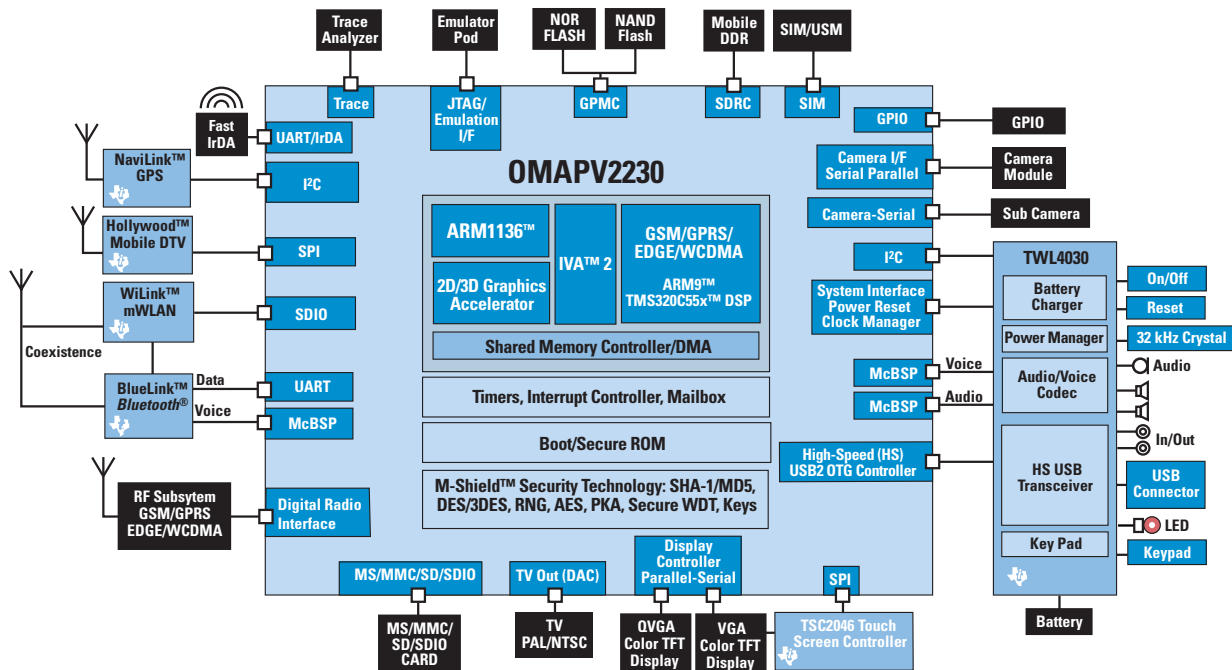 Trace
Analyzer
Emulator
Pod
NOR
FLASH
NAND
Flash
Mobile
DDR
SIM/USM
Trace
JTAG/
Emulation
I/F
GPMC
SDRC
SIM
Fast
IrDA
UART/IrDA
GPIO
GPIO
NaviLink™
GPS
I²C
OMAPV2230
Camera I/F
Serial Parallel
Camera
Module
Hollywood™
Mobile DTV
SPI
Camera-Serial
Sub Camera
ARM1136™
IVA™ 2
GSM/GPRS/
EDGE/WCDMA
ARM9™
TMS320C55x™ DSP
2D/3D Graphics
Accelerator
Shared Memory Controller/DMA
I²C
TWL4030
WiLink™
mWLAN
SDIO
System Interface
Power Reset
Clock Manager
Battery
Charger
On/Off
Reset
Power Manager
32 kHz Crystal
Coexistence
BlueLink™
Bluetooth®
Data
Voice
UART
McBSP
Timers, Interrupt Controller, Mailbox
McBSP
Voice
McBSP
Audio
Audio/Voice
Codec
Audio
Boot/Secure ROM
High-Speed (HS)
USB2 OTG Controller
HS USB
Transceiver
In/Out
USB
Connector
LED
RF Subsytem
GSM/GPRS
EDGE/WCDMA
Digital Radio
Interface
M-Shield™ Security Technology: SHA-1/MD5,
DES/3DES, RNG, AES, PKA, Secure WDT, Keys
Key Pad
Keypad
MS/MMC/SD/SDIO
TV Out (DAC)
Display
Controller
Parallel-Serial
SPI
MS/MMC/
SD/SDIO
CARD
TV
PAL/NTSC
QVGA
Color TFT
Display
VGA
Color TFT
Display
TSC2046 Touch
Screen Controller
Battery